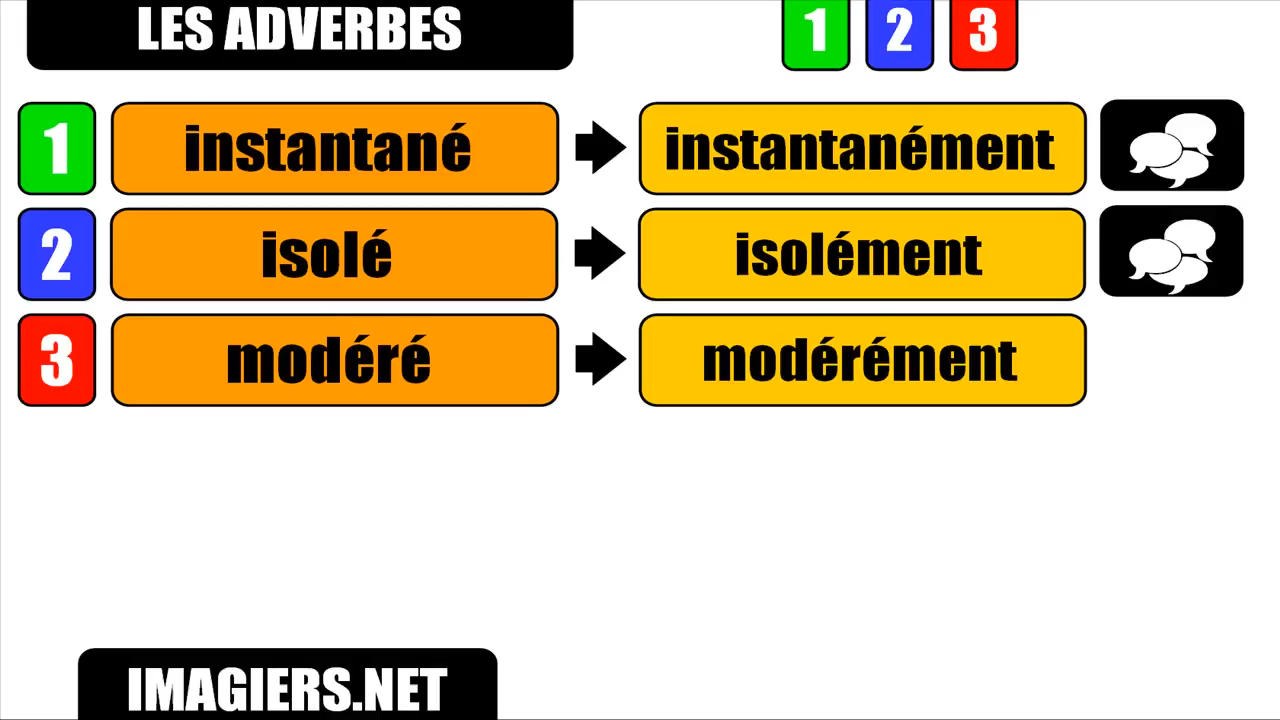 LES ADVERBES
1 2 3
1 instantané instantanément
2 isolé isolément
3 modéré modérément
IMAGIERS.NET